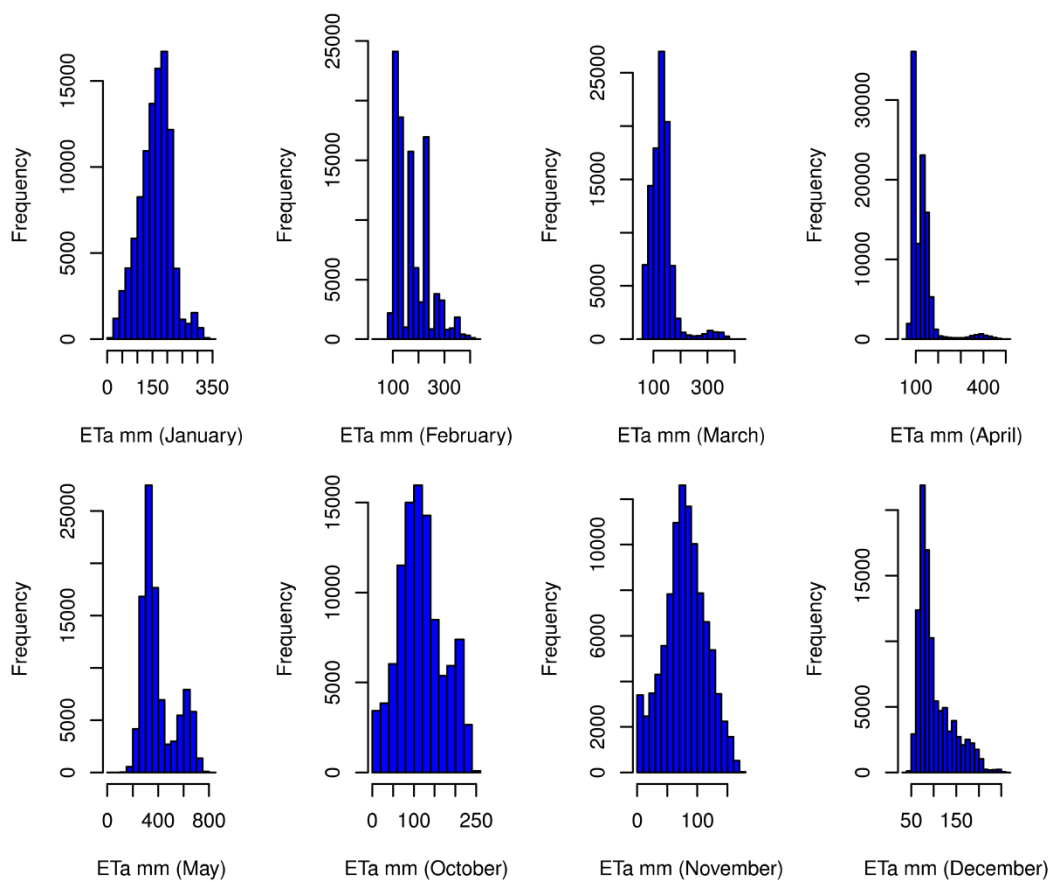 Frequency
0 5000 10000 15000
0 150 350
ETa mm (January)
Frequency
0 5000 15000 25000
100 300
ETa mm (February)
Frequency
0 5000 15000 25000
100 300
ETa mm (March)
Frequency
0 10000 20000 30000
100 400
ETa mm (April)
Frequency
0 5000 15000 25000
0 400 800
ETa mm (May)
Frequency
0 5000 10000 15000
0 100 250
ETa mm (October)
Frequency
0 2000 6000 10000
0 100
ETa mm (November)
Frequency
0 5000 15000
50 150
ETa mm (December)